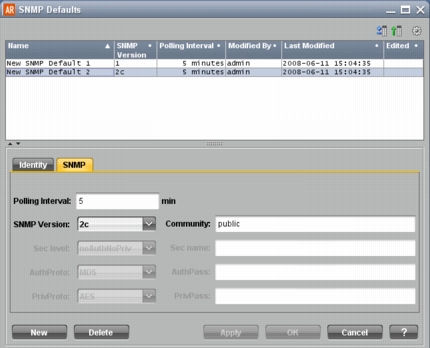 AR SNMP Defaults
Name SNMP Version Polling Interval Modified By Last Modified Edited
New SNMP Default 1 1 5 minutes admin 2008-06-11 15:04:35
New SNMP Default 2 2c 5 minutes admin 2008-06-11 15:04:35
Identity SNMP
Polling Interval: 5 min
SNMP Version: 2c Community: public
Sec level: noAuthNoPriv Sec name:
AuthProto: MD5 AuthPass:
PrivProto: AES PrivPass:
New Delete Apply OK Cancel ?